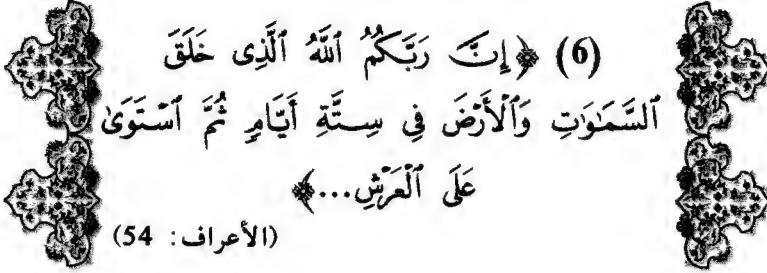 (6) ﴿إِنَّ رَبَّكُمُ ٱللَّهُ ٱلَّذِى خَلَقَ
ٱلسَّمَٰوَٰتِ وَٱلْأَرْضَ فِى سِتَّةِ أَيَّامٍ ثُمَّ ٱسْتَوَىٰ
عَلَى ٱلْعَرْشِ...﴾
(الأعراف: 54)